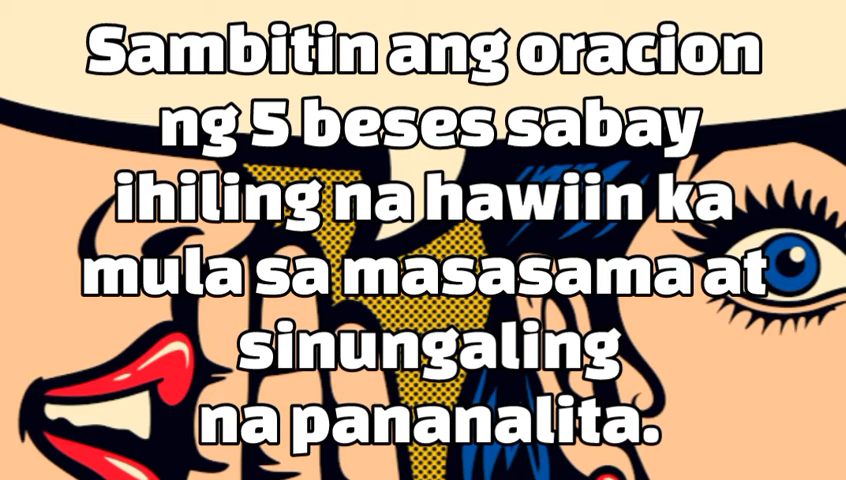 Sambitin ang oracion
ng 5 beses sabay
ihiling na hawiin ka
mula sa masasama at
sinungaling
na pananalita.